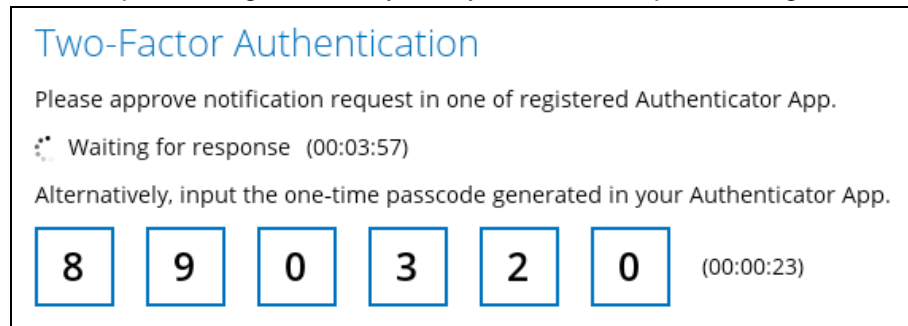 Two-Factor Authentication
Please approve notification request in one of registered Authenticator App.
Waiting for response (00:03:57)
Alternatively, input the one-time passcode generated in your Authenticator App.
8 9 0 3 2 0 (00:00:23)